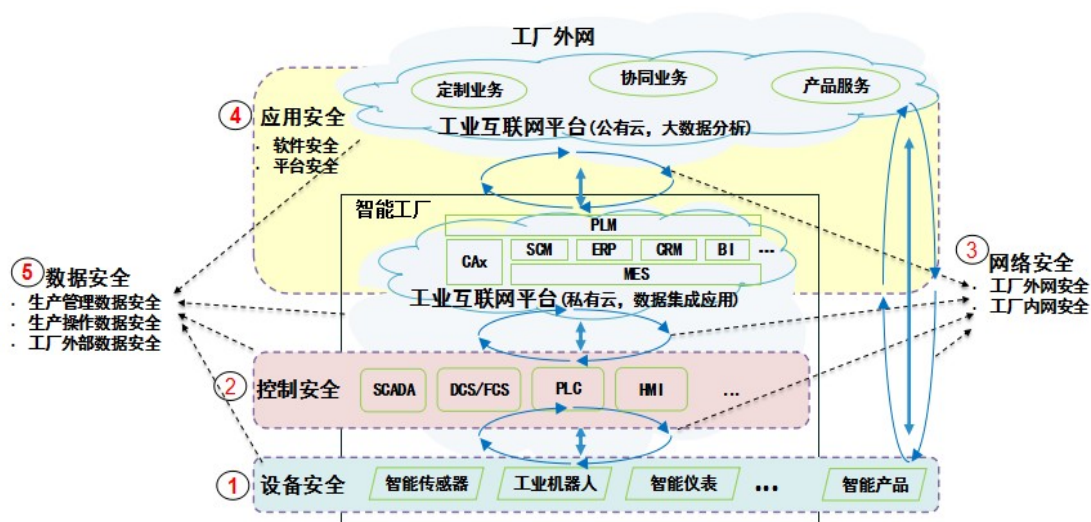 工厂外网
定制业务
协同业务
产品服务
④ 应用安全
· 软件安全
· 平台安全
工业互联网平台(公有云，大数据分析)
智能工厂
PLM
CAx
SCM
ERP
CRM
BI
...
MES
工业互联网平台(私有云，数据集成应用)
⑤ 数据安全
· 生产管理数据安全
· 生产操作数据安全
· 工厂外部数据安全
③ 网络安全
· 工厂外网安全
· 工厂内网安全
② 控制安全
SCADA
DCS/FCS
PLC
HMI
...
① 设备安全
智能传感器
工业机器人
智能仪表
...
智能产品